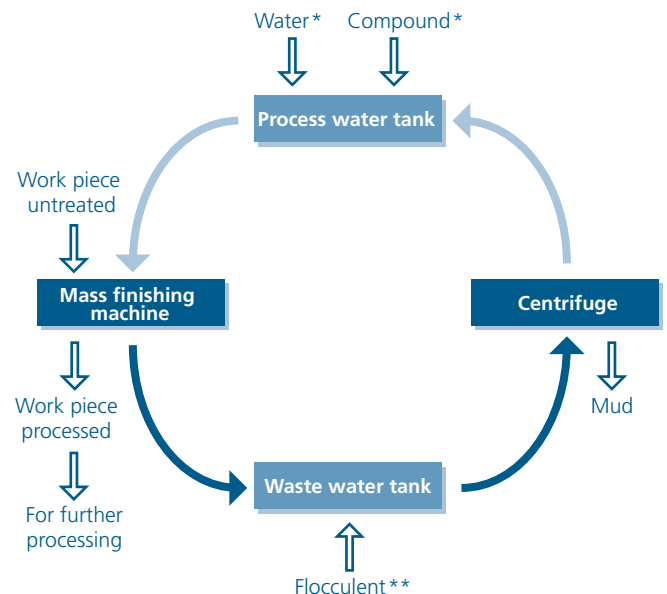 Water* Compound*
Process water tank
Work piece
untreated
Mass finishing
machine
Centrifuge
Work piece
processed
Mud
Waste water tank
For further
processing
Flocculent**